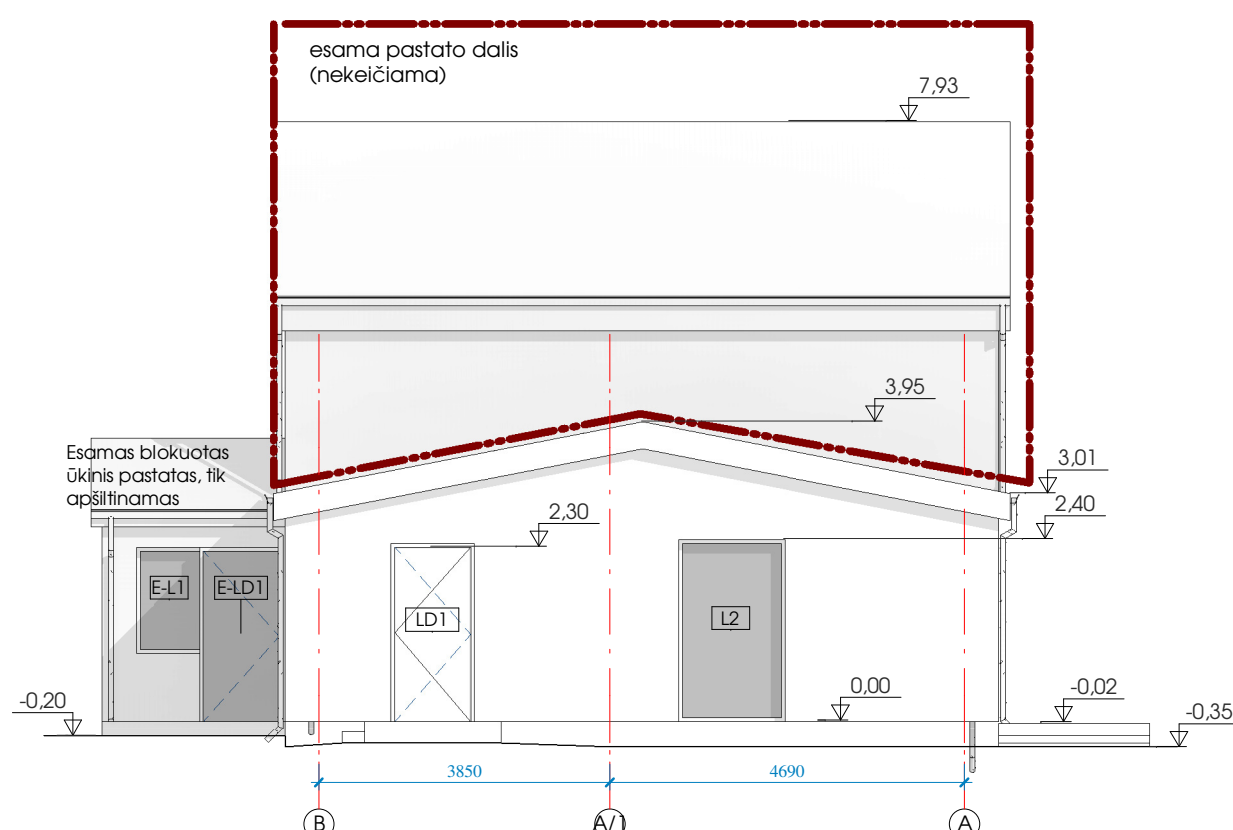 esama pastato dalis
(nekeičiama)
7,93
3,95
Esamas blokuotas
ūkinis pastatas, tik
apšiltinamas
3,01
2,40
2,30
E-L1
E-LD1
LD1
L2
0,00
-0,20
-0,02
-0,35
3850
4690
B
A/1
A